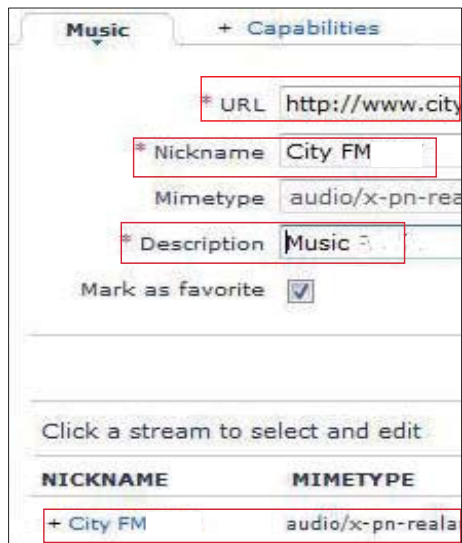 Music + Capabilities
* URL http://www.city
* Nickname City FM
Mimetype audio/x-pn-rea
* Description Music
Mark as favorite
Click a stream to select and edit
NICKNAME MIMETYPE
+ City FM audio/x-pn-realau